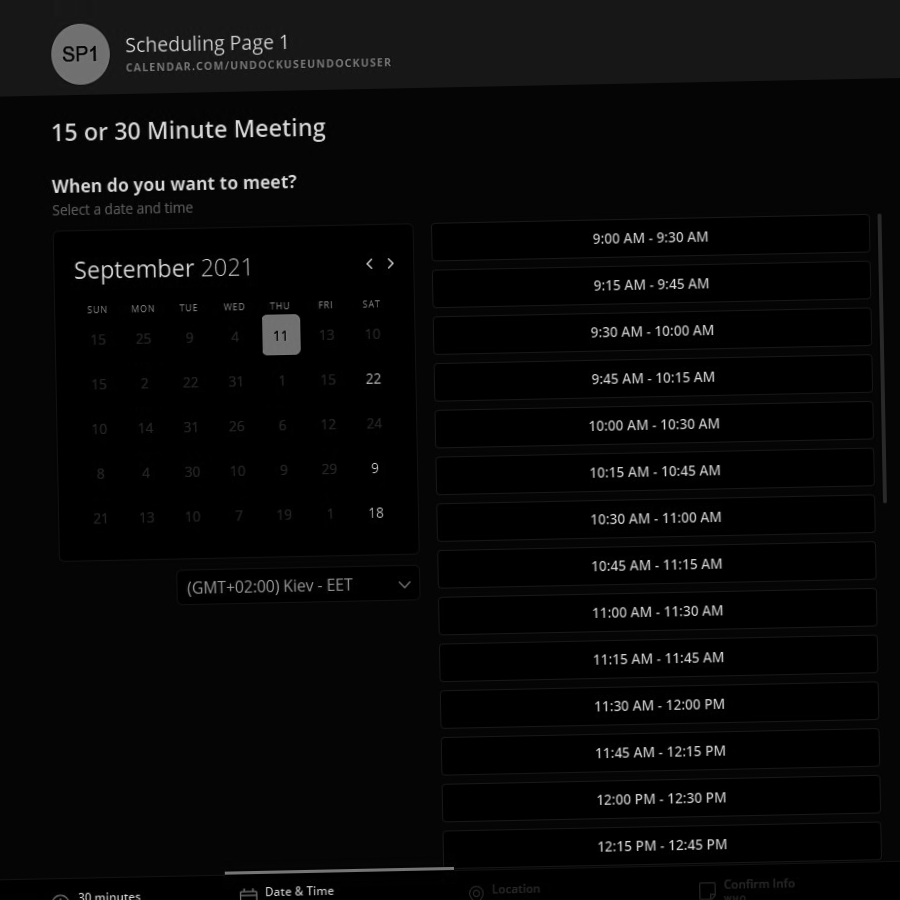 SP1
Scheduling Page 1
CALENDAR.COM/UNDOCKUSEUNDOCKUSER
15 or 30 Minute Meeting
When do you want to meet?
Select a date and time
September 2021
SUN MON TUE WED THU FRI SAT
15 25 9 4 11 13 10
15 2 22 31 1 15 22
10 14 31 26 6 12 24
8 4 30 10 9 29 9
21 13 10 7 19 1 18
(GMT+02:00) Kiev - EET
9:00 AM - 9:30 AM
9:15 AM - 9:45 AM
9:30 AM - 10:00 AM
9:45 AM - 10:15 AM
10:00 AM - 10:30 AM
10:15 AM - 10:45 AM
10:30 AM - 11:00 AM
10:45 AM - 11:15 AM
11:00 AM - 11:30 AM
11:15 AM - 11:45 AM
11:30 AM - 12:00 PM
11:45 AM - 12:15 PM
12:00 PM - 12:30 PM
12:15 PM - 12:45 PM
30 minutes
Date & Time
Location
Confirm Info